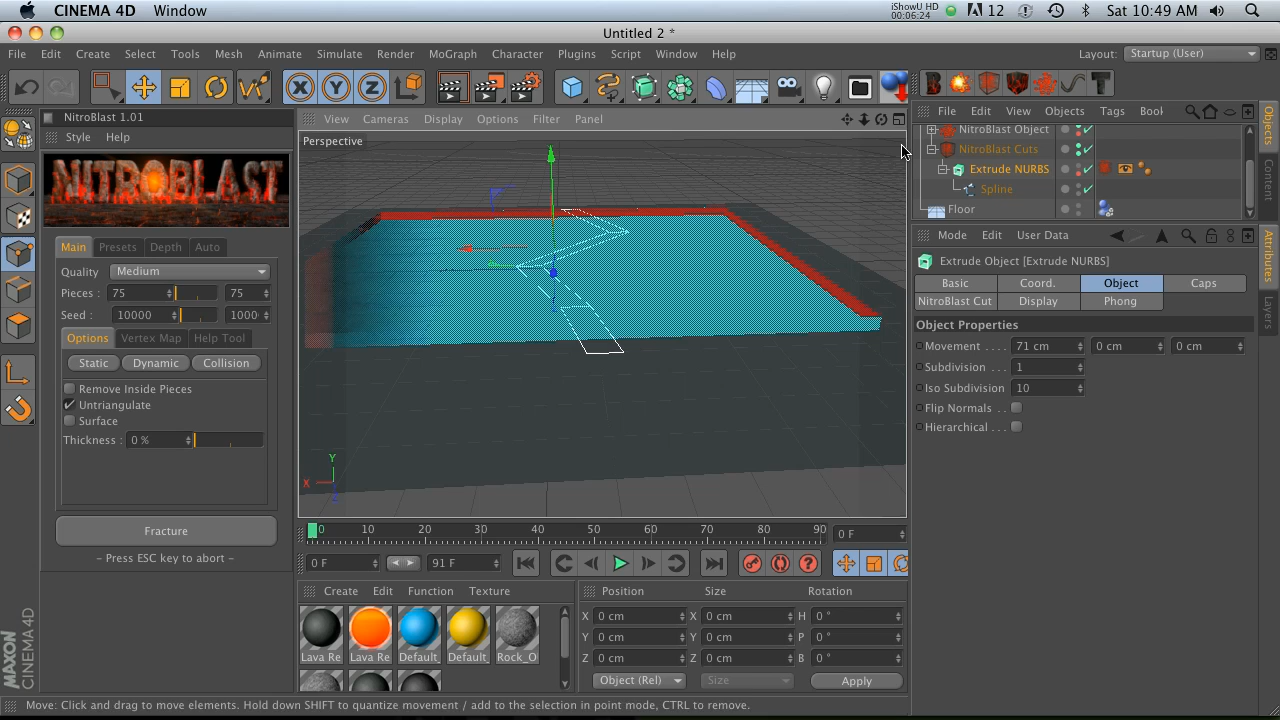 CINEMA 4D Window
iShowU HD
00:06:24
12
Sat 10:49 AM
Untitled 2 *
File Edit Create Select Tools Mesh Animate Simulate Render MoGraph Character Plugins Script Window Help
Layout: Startup (User)
X Y Z
NitroBlast 1.01
Style Help
NITROBLAST
Main Presets Depth Auto
Quality Medium
Pieces : 75 75
Seed : 10000 1000
Options Vertex Map Help Tool
Static Dynamic Collision
Remove Inside Pieces
Untriangulate
Surface
Thickness : 0 %
Fracture
– Press ESC key to abort –
View Cameras Display Options Filter Panel
Perspective
Y
X
Z
0 10 20 30 40 50 60 70 80 90
0 F
0 F 91 F
Create Edit Function Texture
Lava Re Lava Re Default_ Default_ Rock_O
Position Size Rotation
X 0 cm X 0 cm H 0 °
Y 0 cm Y 0 cm P 0 °
Z 0 cm Z 0 cm B 0 °
Object (Rel) Size Apply
File Edit View Objects Tags Bool
NitroBlast Object
NitroBlast Cuts
Extrude NURBS
Spline
Floor
Mode Edit User Data
Extrude Object [Extrude NURBS]
Basic Coord. Object Caps
NitroBlast Cut Display Phong
Object Properties
Movement . . . . 71 cm 0 cm 0 cm
Subdivision . . . 1
Iso Subdivision 10
Flip Normals . .
Hierarchical . . .
Objects
Content
Attributes
Layers
MAXON
CINEMA 4D
Move: Click and drag to move elements. Hold down SHIFT to quantize movement / add to the selection in point mode, CTRL to remove.